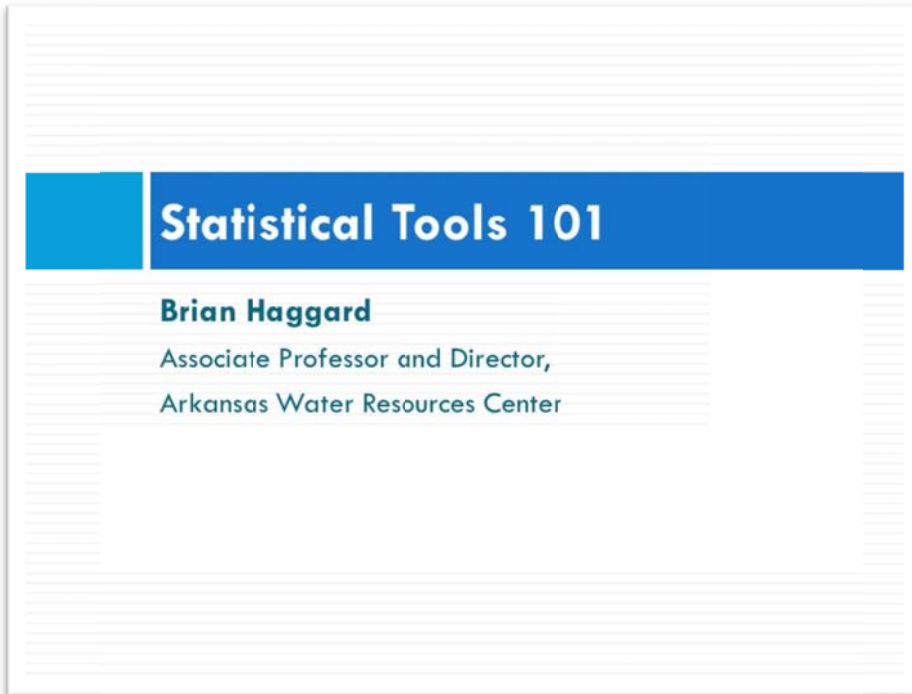 Statistical Tools 101
Brian Haggard
Associate Professor and Director,
Arkansas Water Resources Center